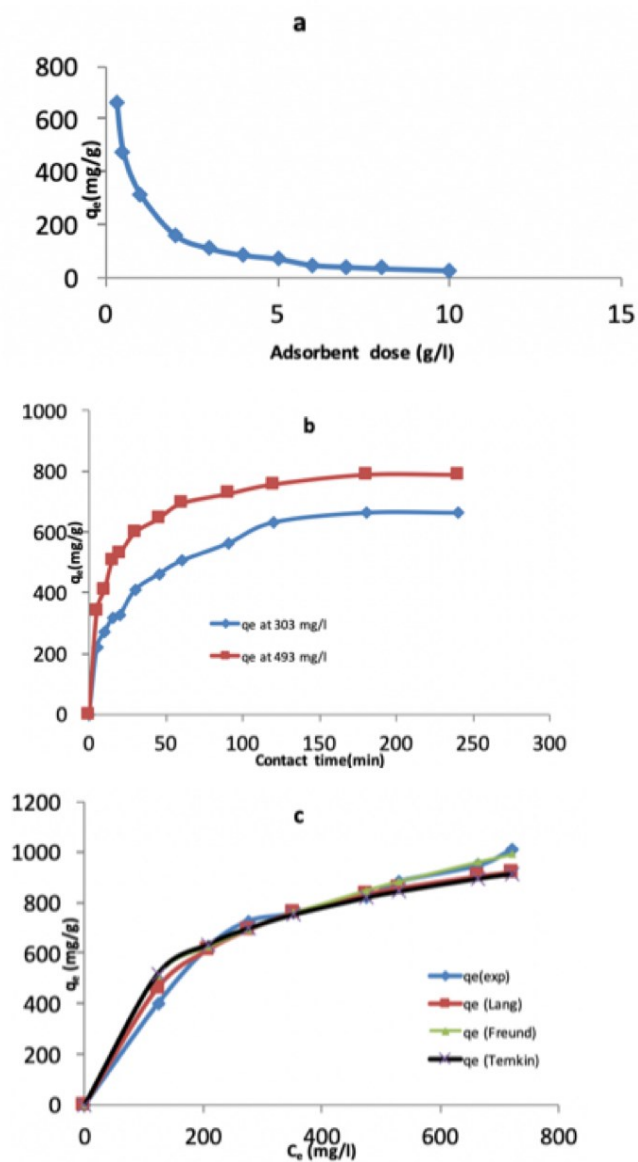 a
800
600
400
200
0
qₑ(mg/g)
0 5 10 15
Adsorbent dose (g/l)
b
1000
800
600
400
200
0
qₑ(mg/g)
qe at 303 mg/l
qe at 493 mg/l
0 50 100 150 200 250 300
Contact time(min)
c
1200
1000
800
600
400
200
0
qₑ (mg/g)
qe(exp)
qe (Lang)
qe (Freund)
qe (Temkin)
0 200 400 600 800
Cₑ (mg/l)